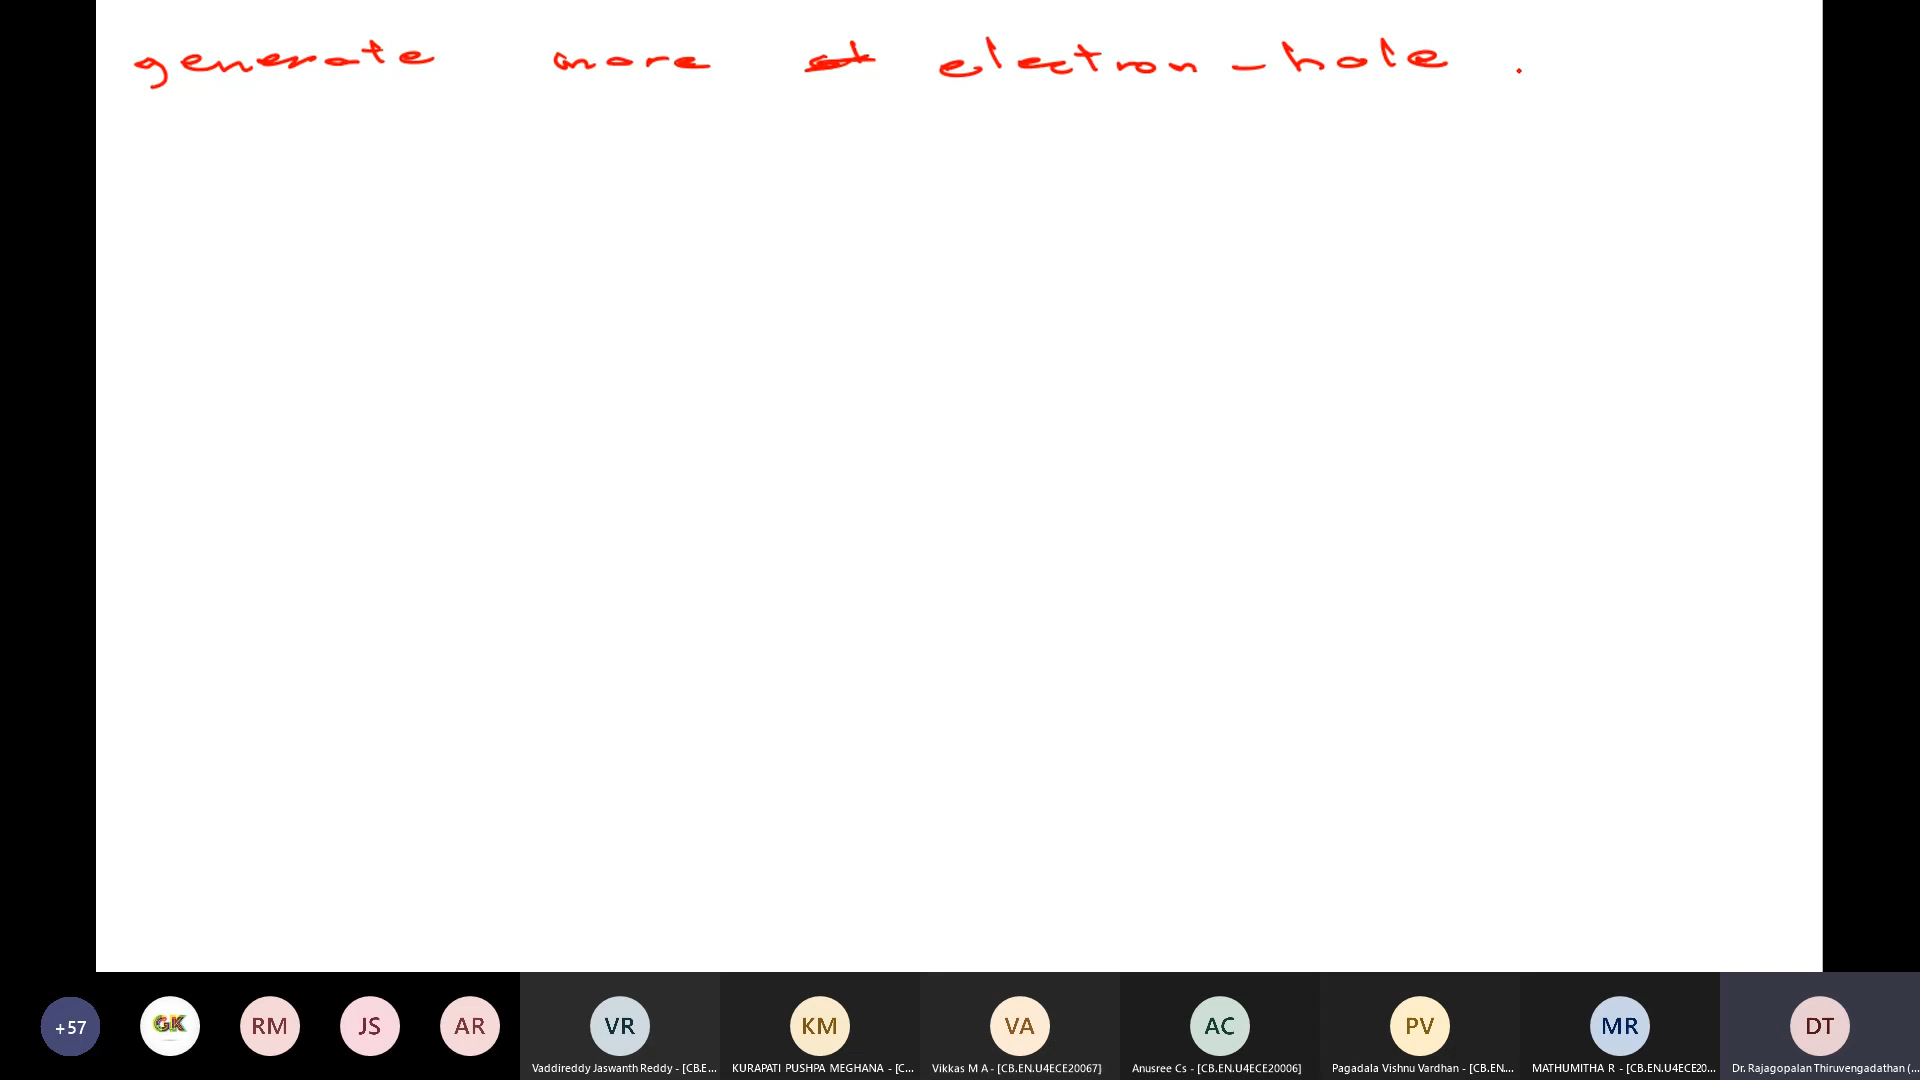 generate more electron-hole .
+57 GK RM JS AR VR KM VA AC PV MR DT
Vaddireddy Jaswanth Reddy - [CB.E... KURAPATI PUSHPA MEGHANA - [C... Vikkas M A - [CB.EN.U4ECE20067] Anusree Cs - [CB.EN.U4ECE20006] Pagadala Vishnu Vardhan - [CB.EN.... MATHUMITHA R - [CB.EN.U4ECE20... Dr. Rajagopalan Thiruvengadathan (...